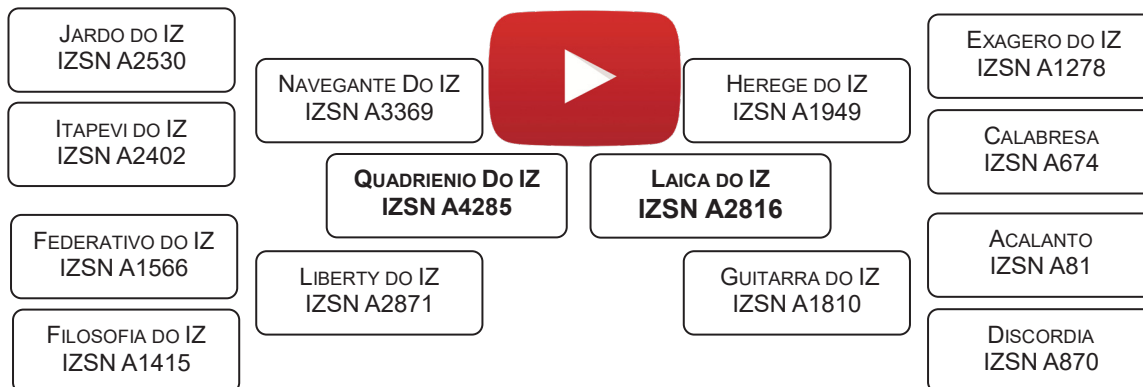 JARDO DO IZ
IZSN A2530
ITAPEVI DO IZ
IZSN A2402
FEDERATIVO DO IZ
IZSN A1566
FILOSOFIA DO IZ
IZSN A1415
NAVEGANTE DO IZ
IZSN A3369
QUADRIENIO DO IZ
IZSN A4285
LIBERTY DO IZ
IZSN A2871
HEREGE DO IZ
IZSN A1949
LAICA DO IZ
IZSN A2816
GUITARRA DO IZ
IZSN A1810
EXAGERO DO IZ
IZSN A1278
CALABRESA
IZSN A674
ACALANTO
IZSN A81
DISCORDIA
IZSN A870